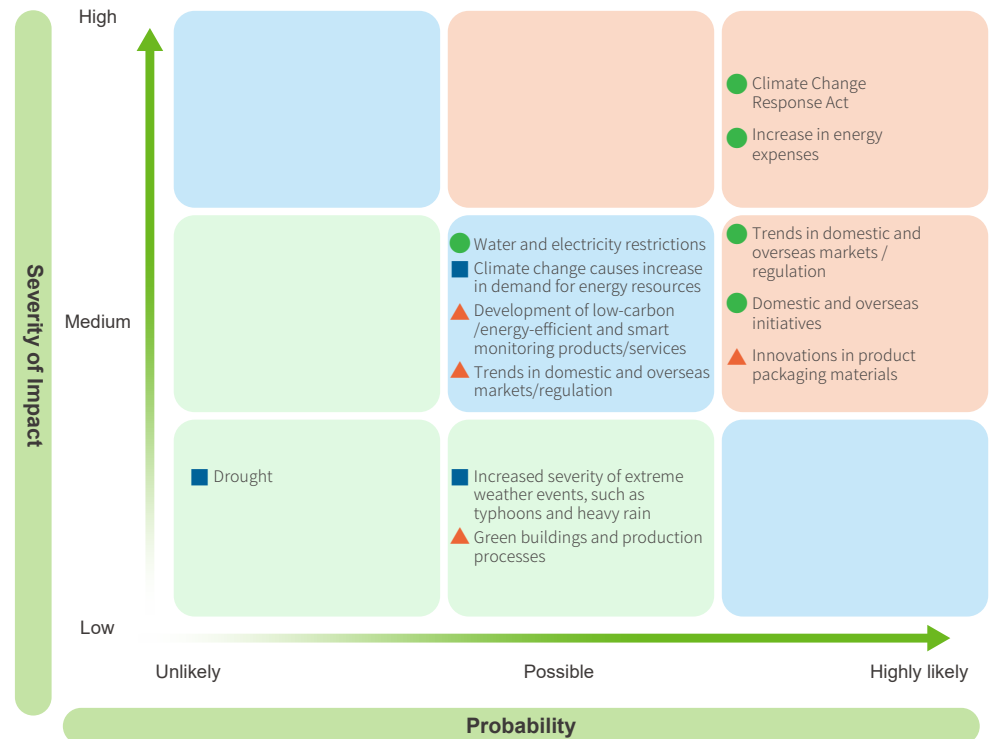 High
Climate Change
Response Act
Increase in energy
expenses
Severity of Impact
Medium
Water and electricity restrictions
Climate change causes increase
in demand for energy resources
Development of low-carbon
/energy-efficient and smart
monitoring products/services
Trends in domestic and overseas
markets/regulation
Trends in domestic and
overseas markets /
regulation
Domestic and overseas
initiatives
Innovations in product
packaging materials
Drought
Increased severity of extreme
weather events, such as
typhoons and heavy rain
Green buildings and production
processes
Low
Unlikely
Possible
Highly likely
Probability